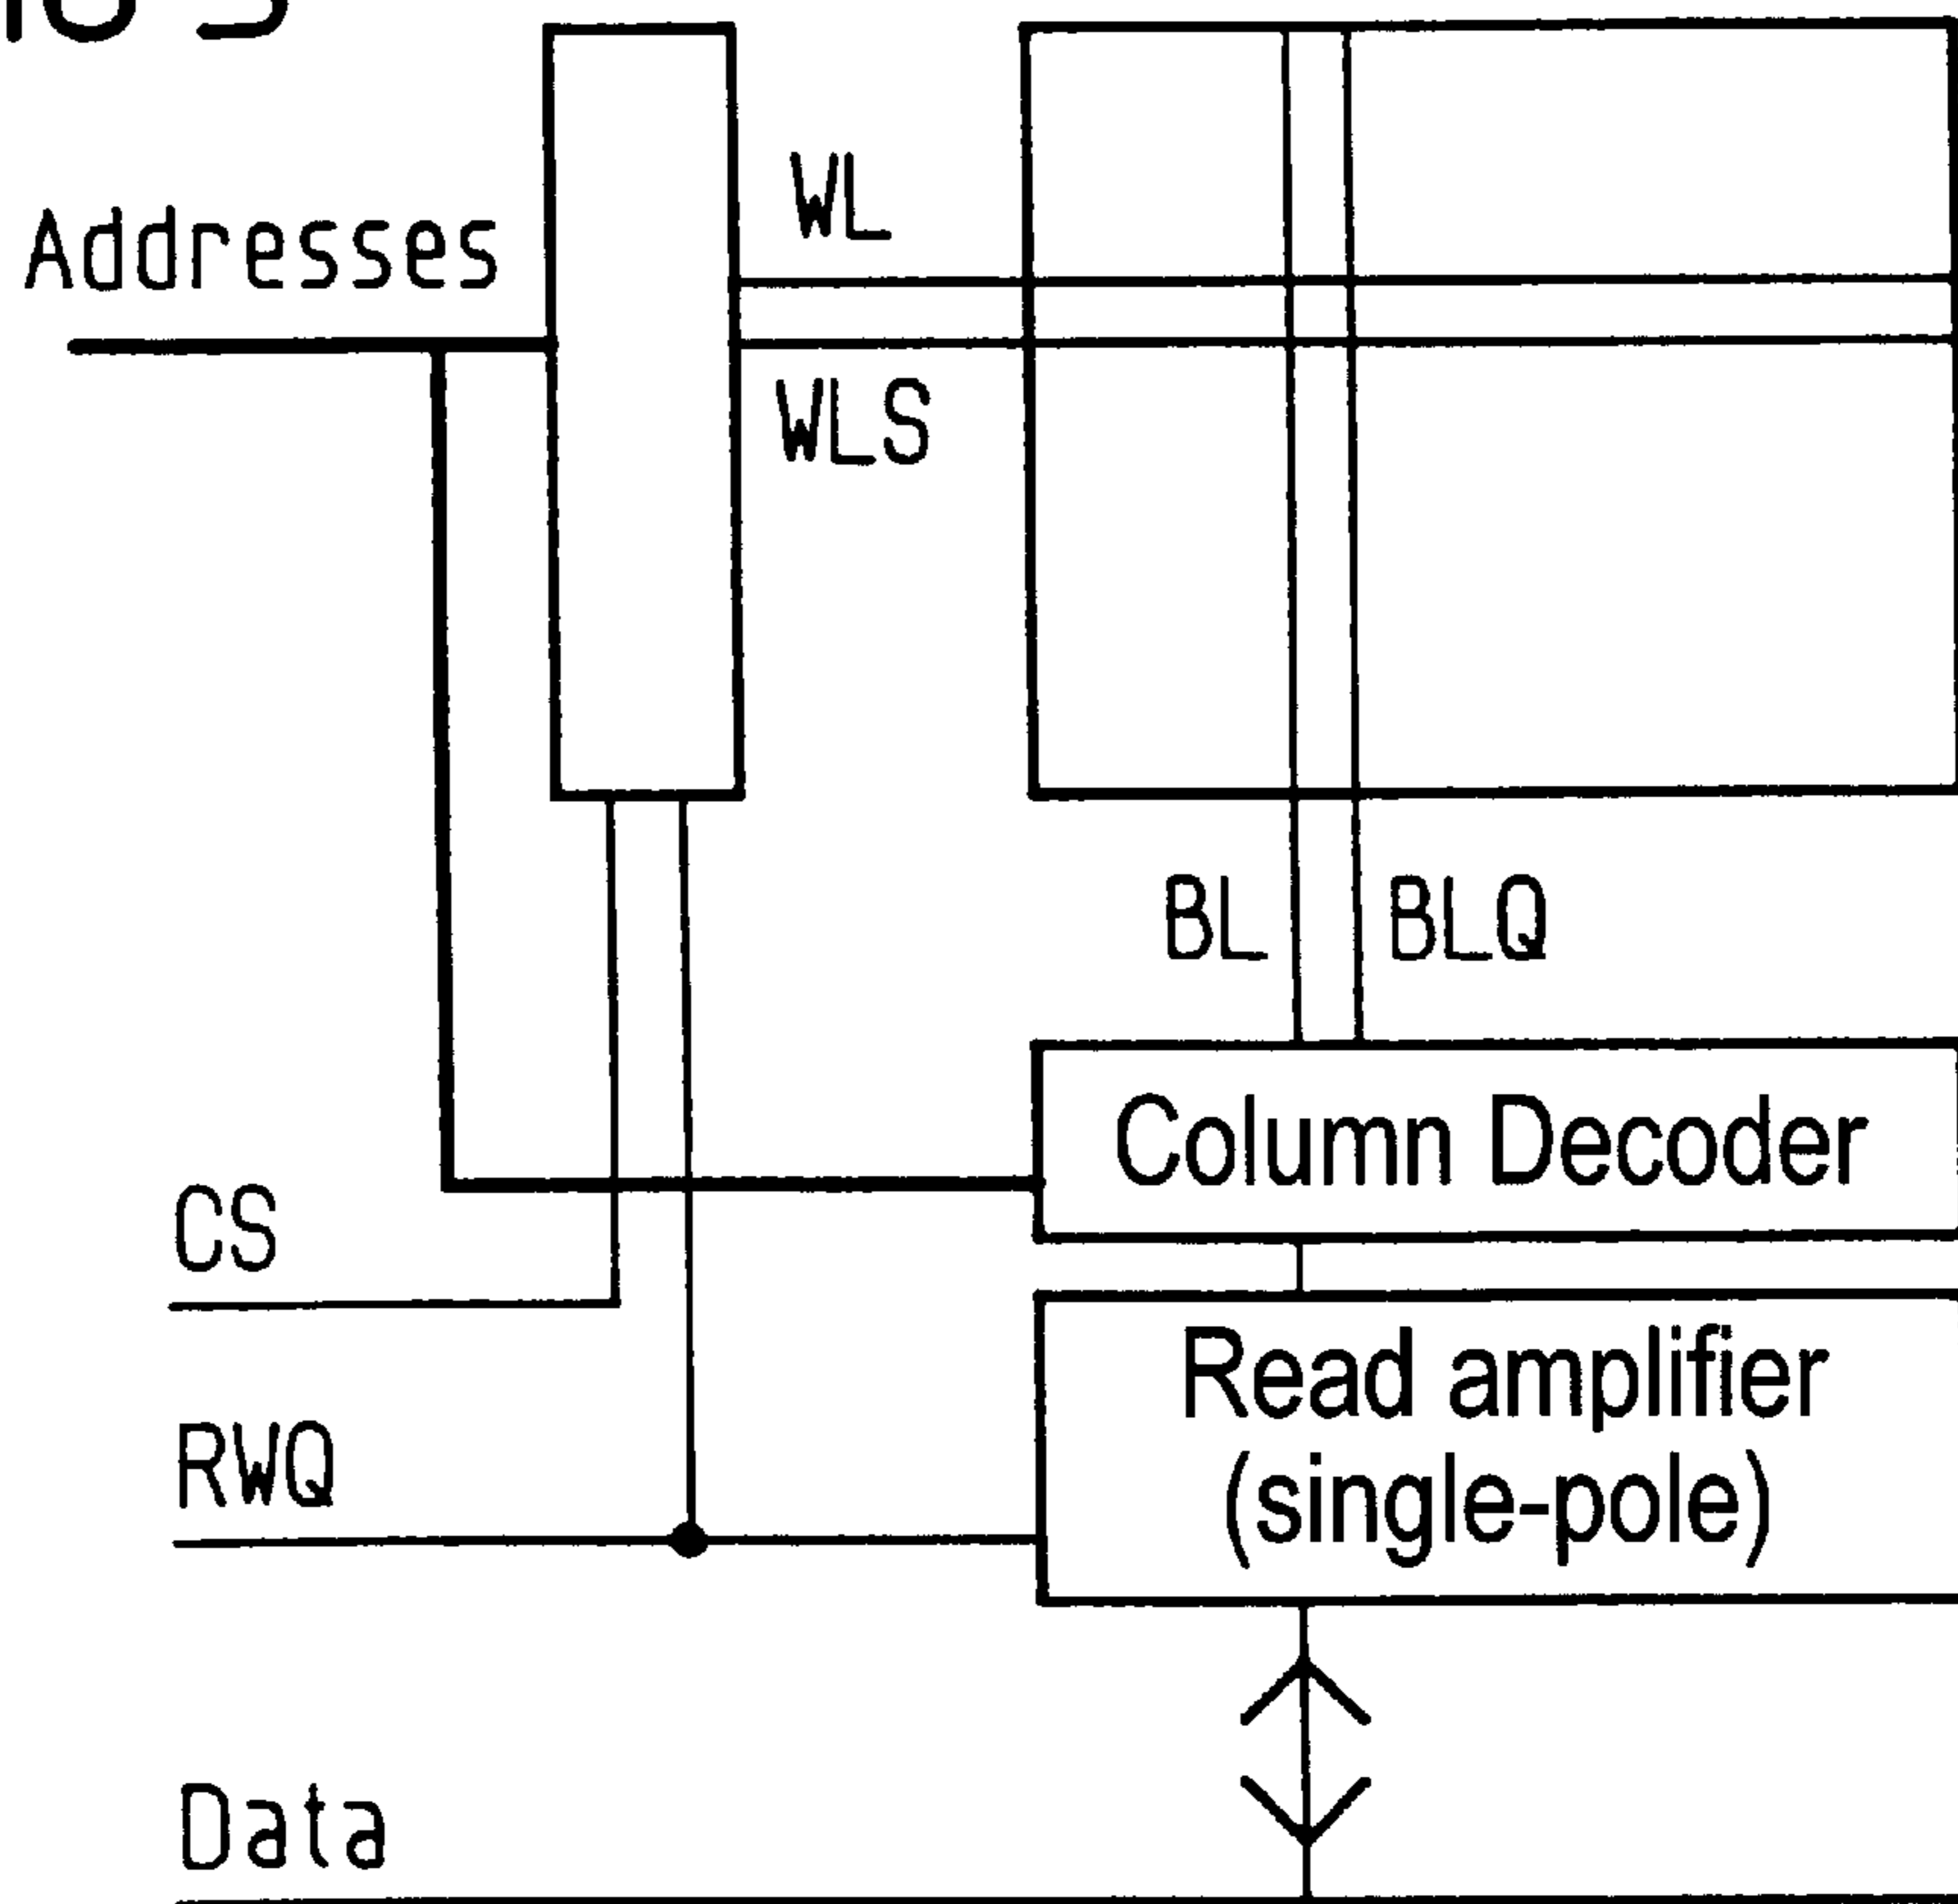 Addresses
WL
WLS
BL BLQ
Column Decoder
CS
Read amplifier
(single-pole)
RWQ
Data